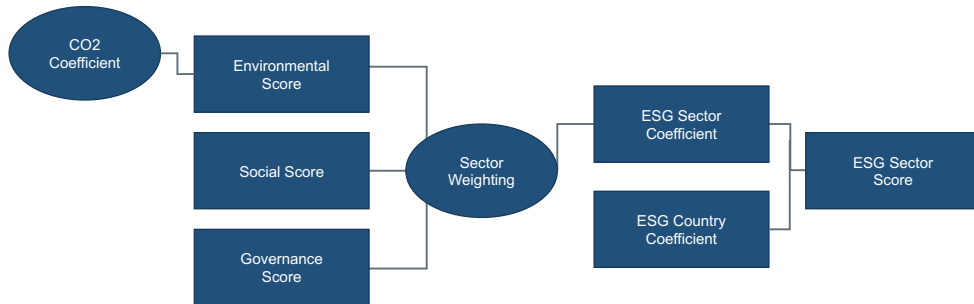 CO2
Coefficient
Environmental
Score
Social Score
Governance
Score
Sector
Weighting
ESG Sector
Coefficient
ESG Country
Coefficient
ESG Sector
Score